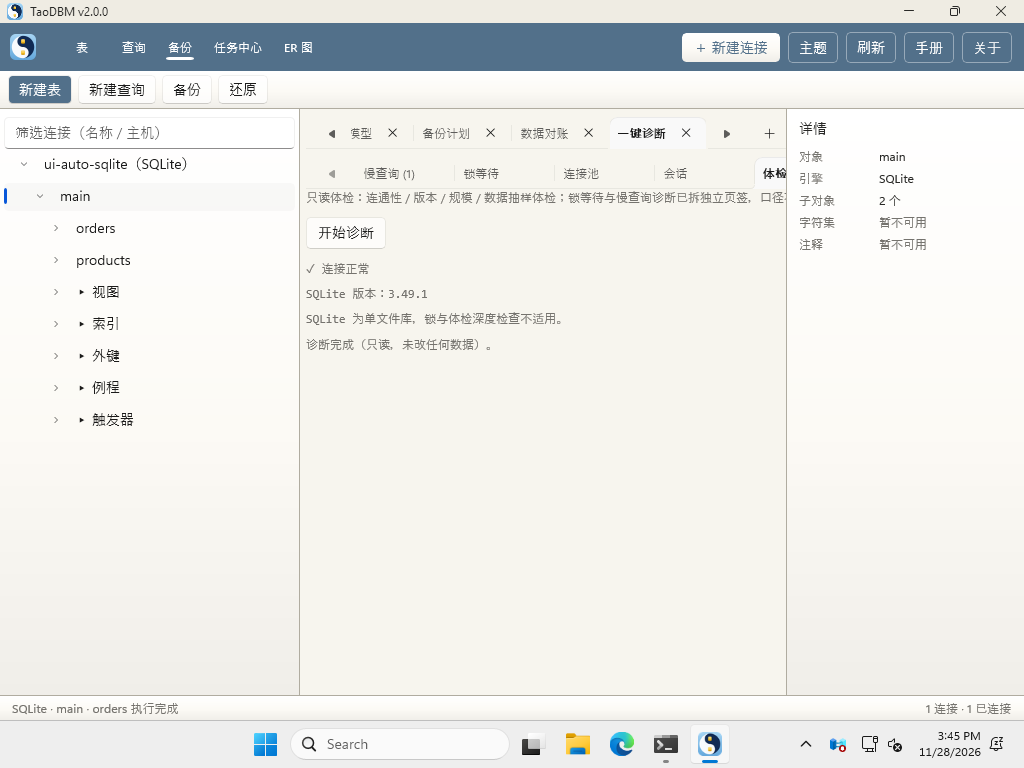 TaoDBM v2.0.0
表 查询 备份 任务中心 ER 图 + 新建连接 主题 刷新 手册 关于
新建表 新建查询 备份 还原
筛选连接（名称 / 主机）
ui-auto-sqlite（SQLite）
main
orders
products
视图
索引
外键
例程
触发器
备份计划 数据对账 一键诊断
慢查询 (1) 锁等待 连接池 会话 体检
只读体检：连通性 / 版本 / 规模 / 数据抽样体检；锁等待与慢查询诊断已拆独立页签，口径
开始诊断
✓ 连接正常
SQLite 版本：3.49.1
SQLite 为单文件库，锁与体检深度检查不适用。
诊断完成（只读，未改任何数据）。
详情
对象 main
引擎 SQLite
子对象 2 个
字符集 暂不可用
注释 暂不可用
SQLite · main · orders 执行完成
1 连接 · 1 已连接
Search
3:45 PM
11/28/2026